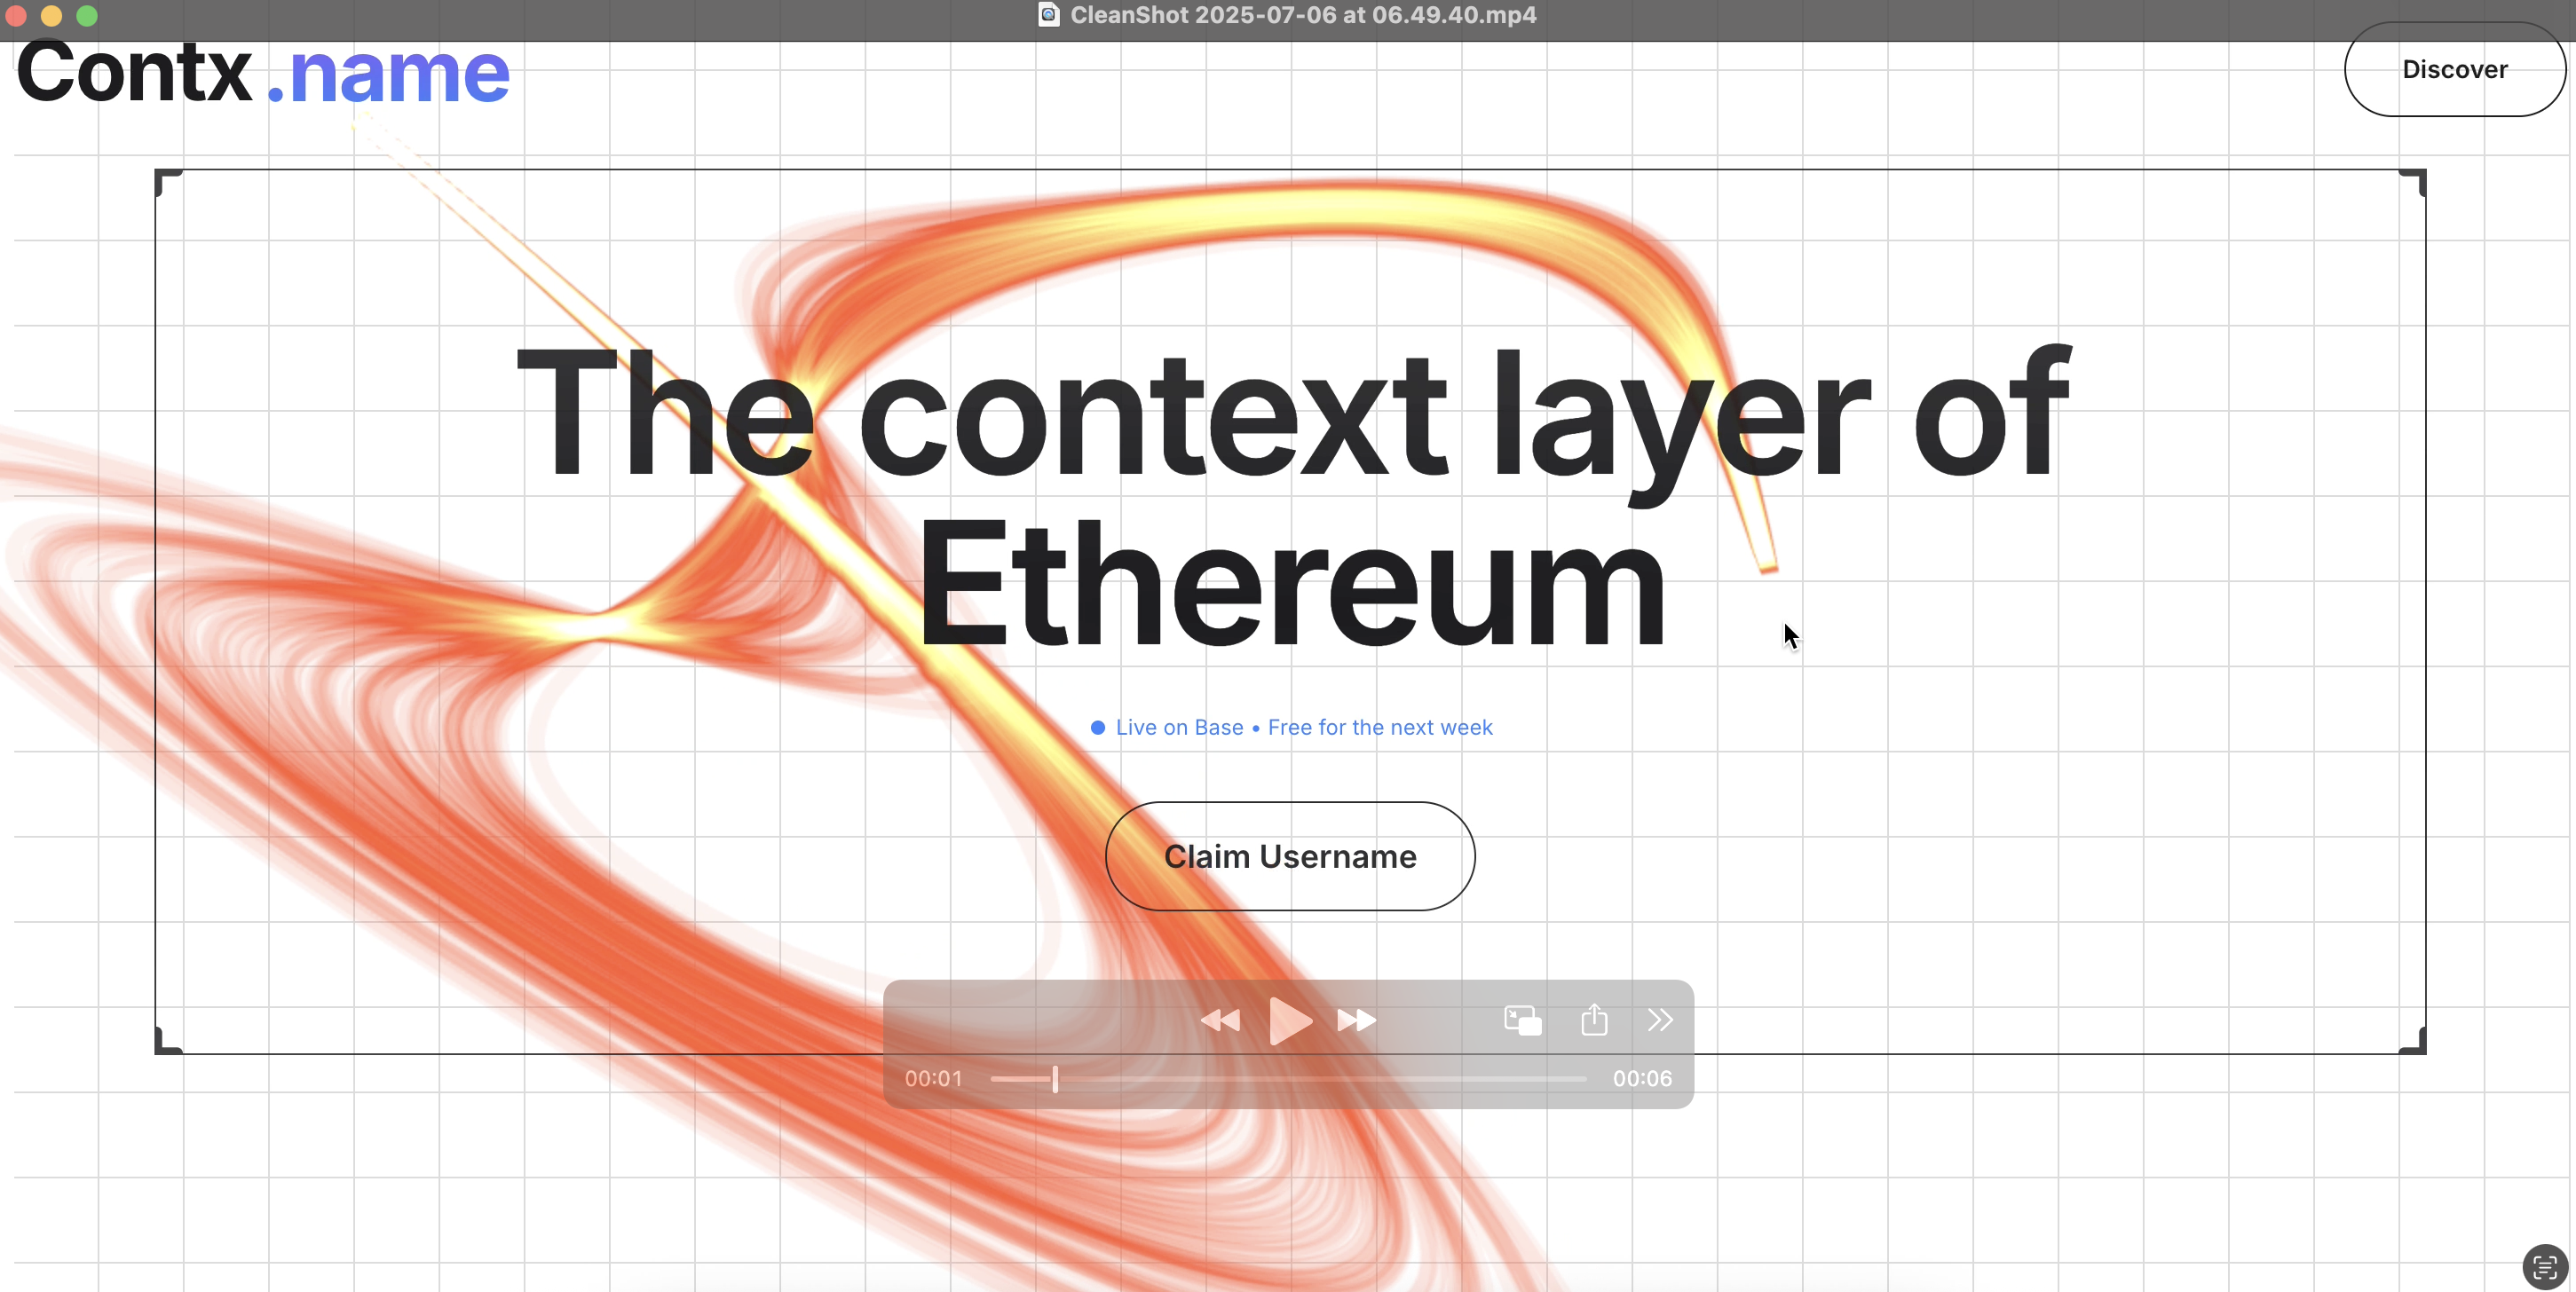 CleanShot 2025-07-06 at 06.49.40.mp4
Contx .name
Discover
The context layer of
Ethereum
Live on Base • Free for the next week
Claim Username
00:01
00:06